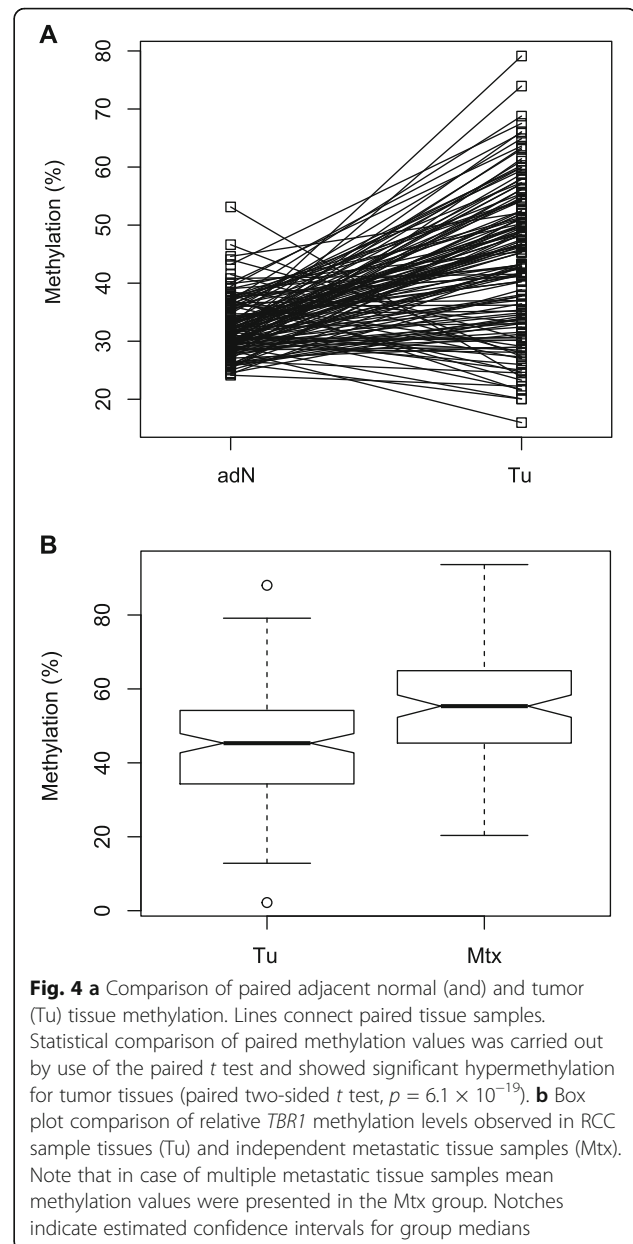 A
80
70
60
50
40
30
20
Methylation (%)
adN
Tu
B
80
60
40
20
0
Methylation (%)
Tu
Mtx
Fig. 4 a Comparison of paired adjacent normal (and) and tumor
(Tu) tissue methylation. Lines connect paired tissue samples.
Statistical comparison of paired methylation values was carried out
by use of the paired t test and showed significant hypermethylation
for tumor tissues (paired two-sided t test, p = 6.1 × 10⁻¹⁹). b Box
plot comparison of relative TBR1 methylation levels observed in RCC
sample tissues (Tu) and independent metastatic tissue samples (Mtx).
Note that in case of multiple metastatic tissue samples mean
methylation values were presented in the Mtx group. Notches
indicate estimated confidence intervals for group medians